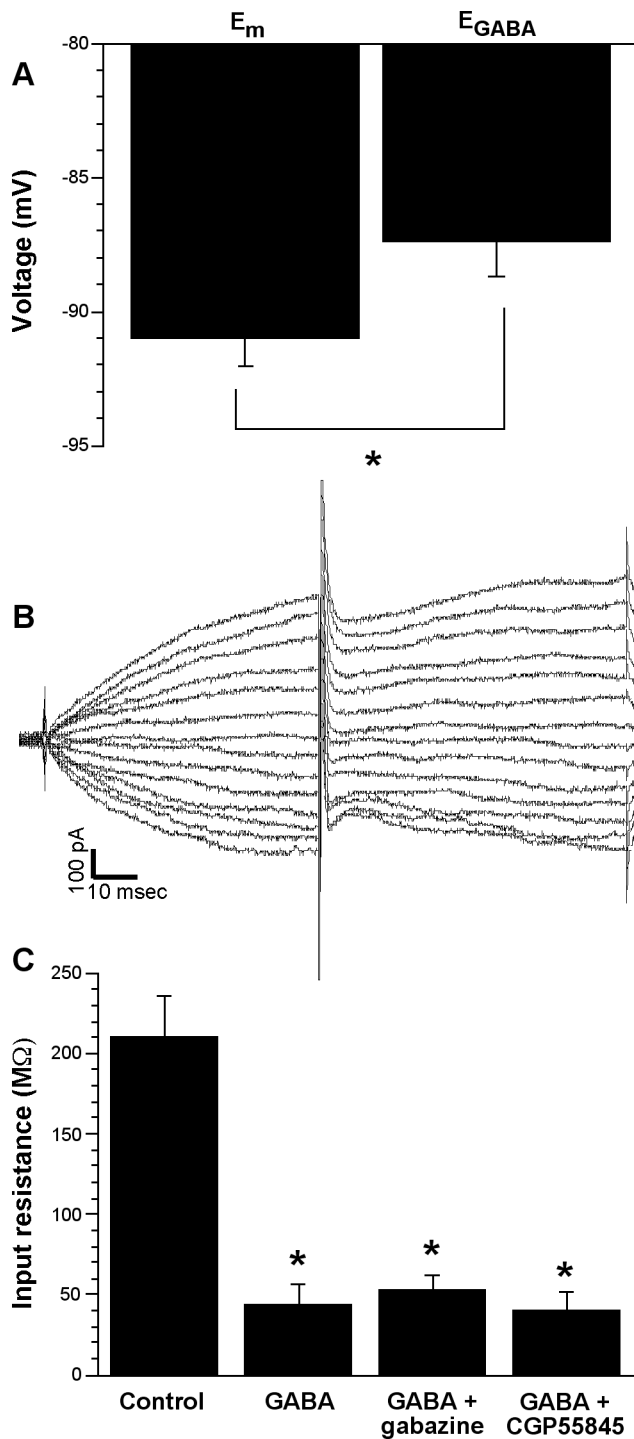 A
Em
EGABA
Voltage (mV)
-80
-85
-90
-95
*
B
100 pA
10 msec
C
Input resistance (MΩ)
250
200
150
100
50
0
*
*
*
Control
GABA
GABA +
gabazine
GABA +
CGP55845